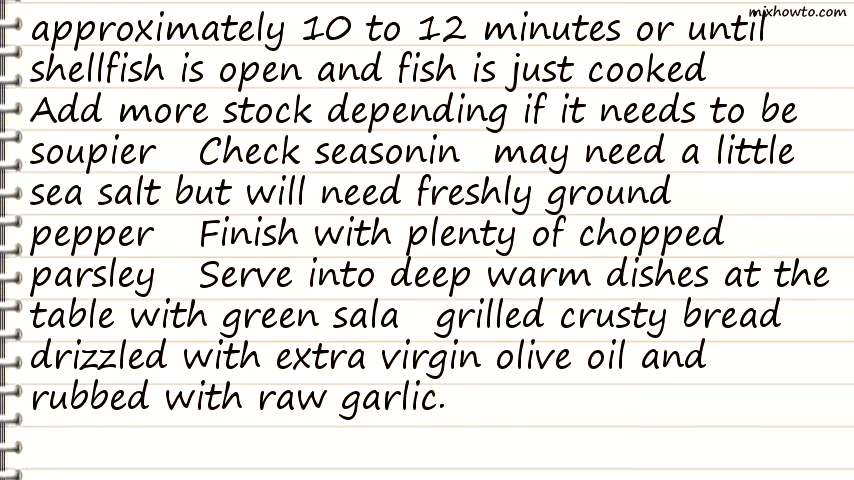 mixhowto.com
approximately 10 to 12 minutes or until
shellfish is open and fish is just cooked
Add more stock depending if it needs to be
soupier Check seasonin may need a little
sea salt but will need freshly ground
pepper Finish with plenty of chopped
parsley Serve into deep warm dishes at the
table with green sala grilled crusty bread
drizzled with extra virgin olive oil and
rubbed with raw garlic.